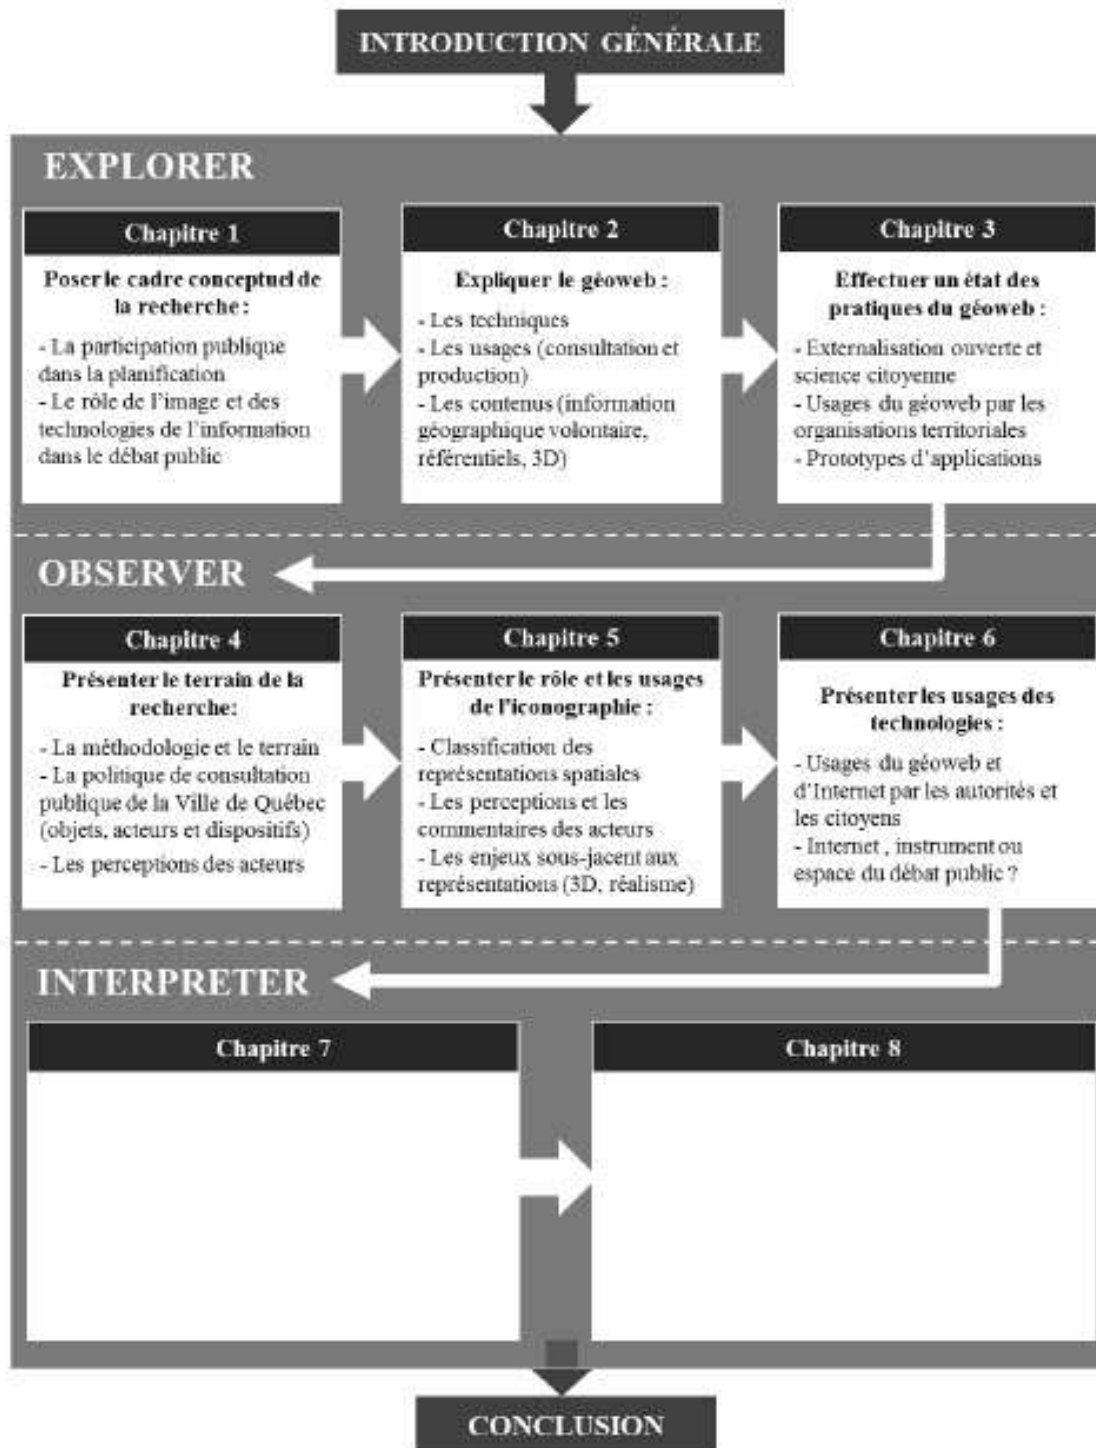 INTRODUCTION GÉNÉRALE
EXPLORER
Chapitre 1
Poser le cadre conceptuel de
la recherche :
- La participation publique
dans la planification
- Le rôle de l'image et des
technologies de l'information
dans le débat public
Chapitre 2
Expliquer le géoweb :
- Les techniques
- Les usages (consultation et
production)
- Les contenus (information
géographique volontaire,
référentiels, 3D)
Chapitre 3
Effectuer un état des
pratiques du géoweb :
- Externalisation ouverte et
science citoyenne
- Usages du géoweb par les
organisations territoriales
- Prototypes d'applications
OBSERVER
Chapitre 4
Présenter le terrain de la
recherche:
- La méthodologie et le terrain
- La politique de consultation
publique de la Ville de Québec
(objets, acteurs et dispositifs)
- Les perceptions des acteurs
Chapitre 5
Présenter le rôle et les usages
de l'iconographie :
- Classification des
représentations spatiales
- Les perceptions et les
commentaires des acteurs
- Les enjeux sous-jacent aux
représentations (3D, réalisme)
Chapitre 6
Présenter les usages des
technologies :
- Usages du géoweb et
d'Internet par les autorités et
les citoyens
- Internet , instrument ou
espace du débat public ?
INTERPRETER
Chapitre 7
Chapitre 8
CONCLUSION